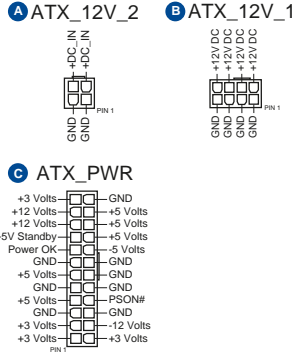 A ATX_12V_2
B ATX_12V_1
+DC_IN
+DC_IN
PIN 1
GND
GND
+12V DC
+12V DC
+12V DC
+12V DC
PIN 1
GND
GND
GND
GND
C ATX_PWR
+3 Volts GND
+12 Volts +5 Volts
+12 Volts +5 Volts
+5V Standby +5 Volts
Power OK -5 Volts
GND GND
+5 Volts GND
GND GND
+5 Volts PSON#
GND GND
+3 Volts -12 Volts
+3 Volts +3 Volts
PIN 1